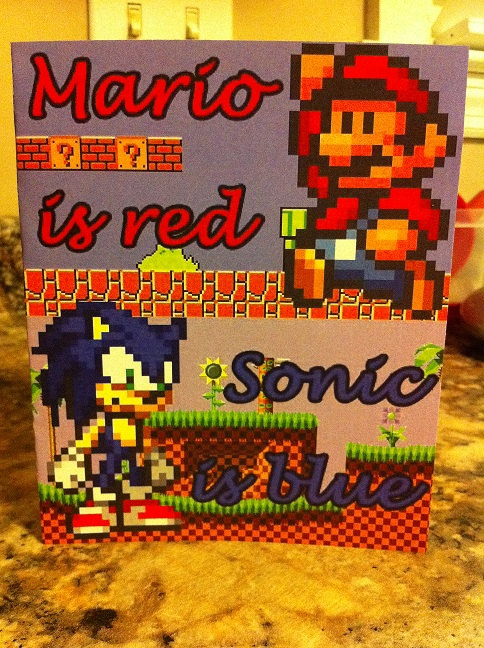 Mario
? ?
is red
Sonic
is blue